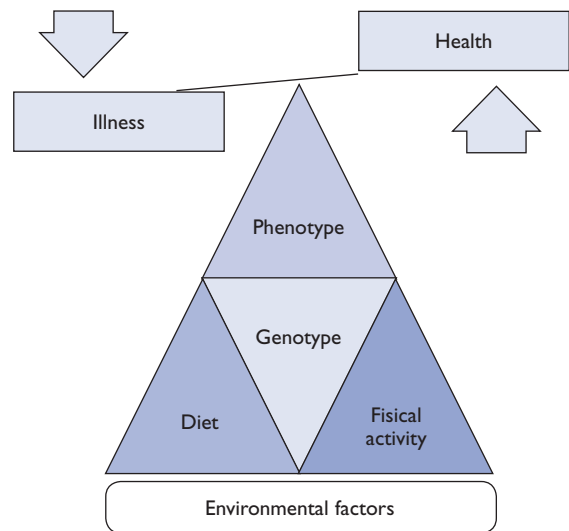 Health
Illness
Phenotype
Genotype
Diet
Fisical
activity
Environmental factors